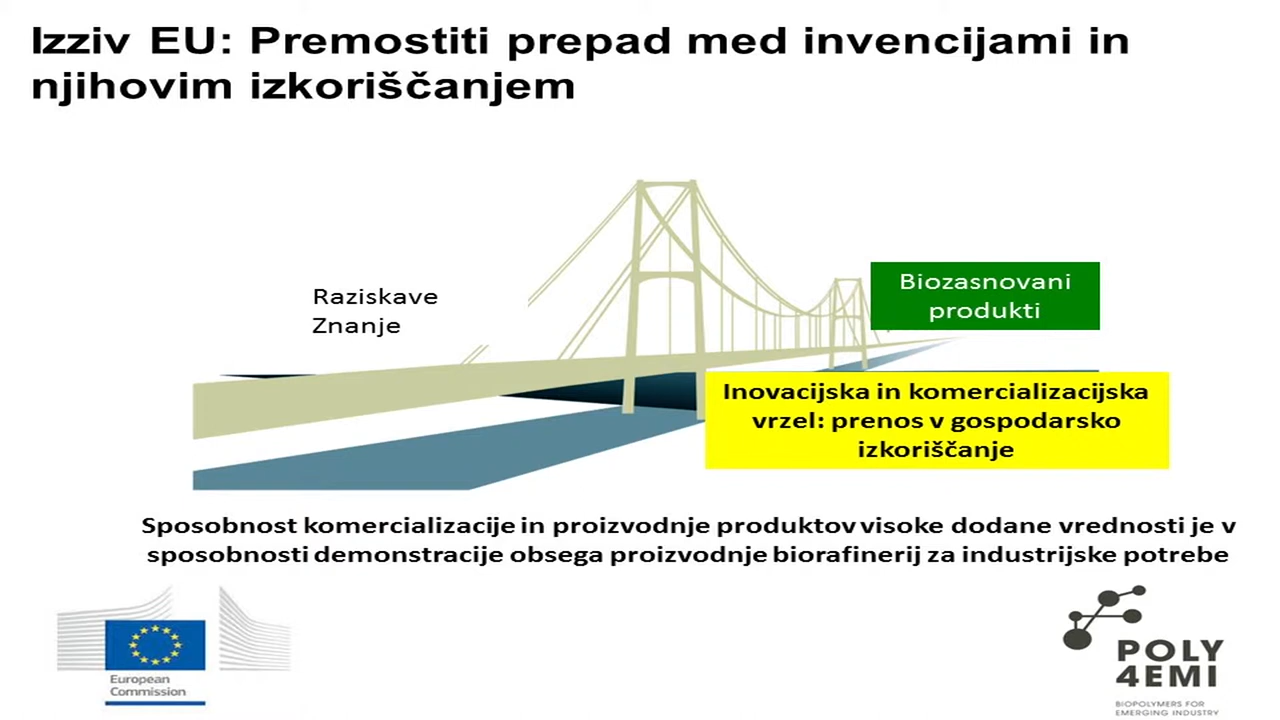 Izziv EU: Premostiti prepad med invencijami in
njihovim izkoriščanjem
Raziskave
Znanje
Biozasnovani
produkti
Inovacijska in komercializacijska
vrzel: prenos v gospodarsko
izkoriščanje
Sposobnost komercializacije in proizvodnje produktov visoke dodane vrednosti je v
sposobnosti demonstracije obsega proizvodnje biorafinerij za industrijske potrebe
European
Commission
POLY
4EMI
BIOPOLYMERS FOR
EMERGING INDUSTRY